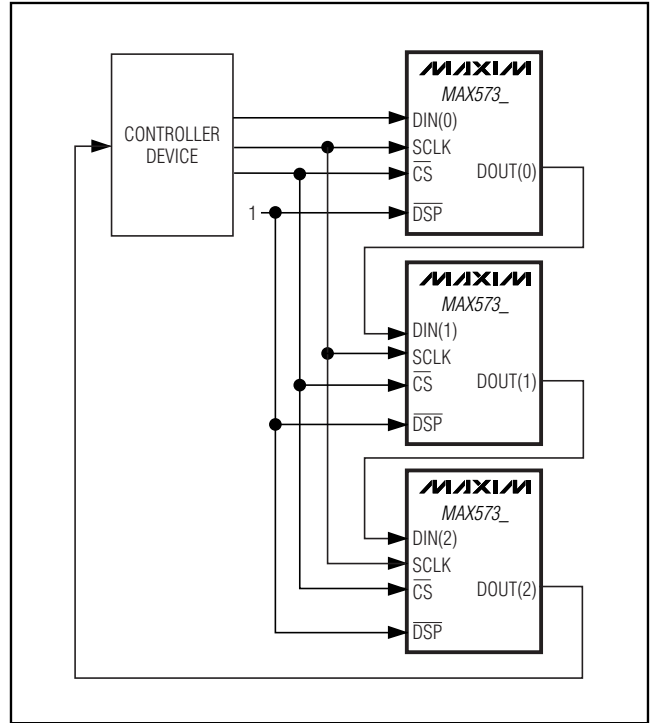 CONTROLLER
DEVICE
MAXIM
MAX573_
DIN(0)
SCLK
CS
DOUT(0)
1
DSP
MAXIM
MAX573_
DIN(1)
SCLK
CS
DOUT(1)
DSP
MAXIM
MAX573_
DIN(2)
SCLK
CS
DOUT(2)
DSP